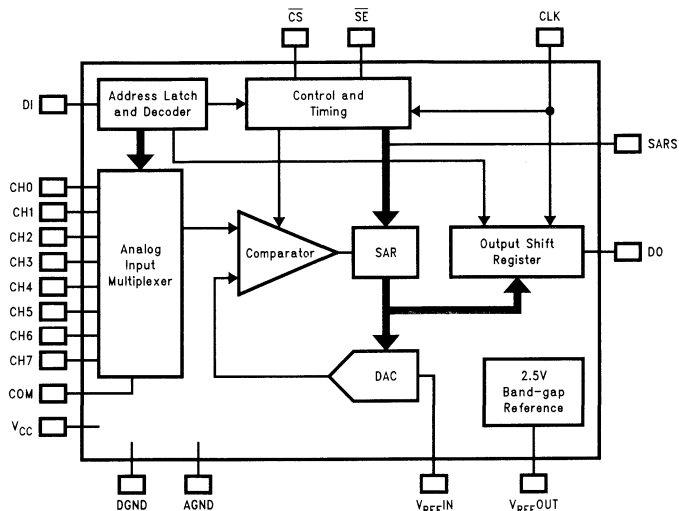 C̅S̅
S̅E̅
CLK
DI
Address Latch
and Decoder
Control and
Timing
SARS
CH0
CH1
CH2
CH3
CH4
CH5
CH6
CH7
COM
VCC
Analog
Input
Multiplexer
Comparator
SAR
Output Shift
Register
DO
DAC
2.5V
Band-gap
Reference
DGND
AGND
VREFIN
VREFOUT